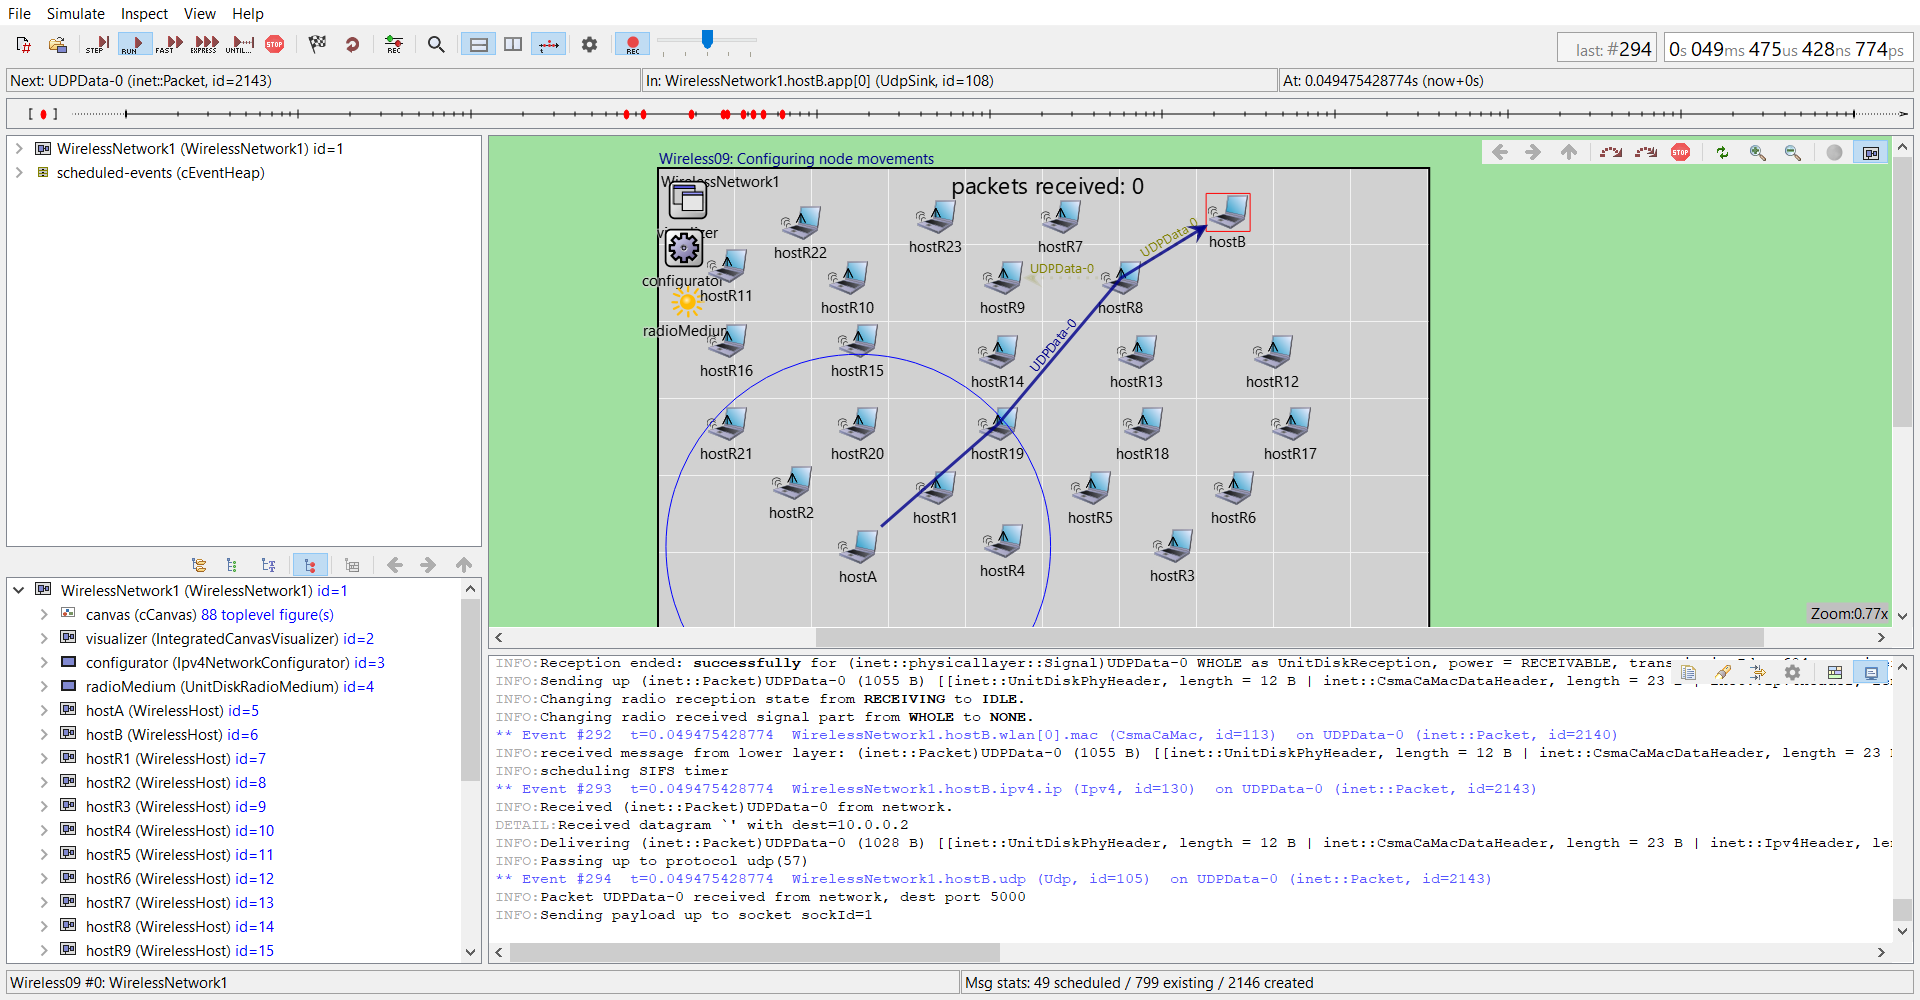 File Simulate Inspect View Help
STEP RUN FAST EXPRESS UNTIL... STOP REC REC
last: #294
0s 049ms 475us 428ns 774ps
Next: UDPData-0 (inet::Packet, id=2143)
In: WirelessNetwork1.hostB.app[0] (UdpSink, id=108)
At: 0.049475428774s (now+0s)
WirelessNetwork1 (WirelessNetwork1) id=1
scheduled-events (cEventHeap)
WirelessNetwork1 (WirelessNetwork1) id=1
canvas (cCanvas) 88 toplevel figure(s)
visualizer (IntegratedCanvasVisualizer) id=2
configurator (Ipv4NetworkConfigurator) id=3
radioMedium (UnitDiskRadioMedium) id=4
hostA (WirelessHost) id=5
hostB (WirelessHost) id=6
hostR1 (WirelessHost) id=7
hostR2 (WirelessHost) id=8
hostR3 (WirelessHost) id=9
hostR4 (WirelessHost) id=10
hostR5 (WirelessHost) id=11
hostR6 (WirelessHost) id=12
hostR7 (WirelessHost) id=13
hostR8 (WirelessHost) id=14
hostR9 (WirelessHost) id=15
Wireless09: Configuring node movements
STOP
WirelessNetwork1
packets received: 0
visualizer
hostR22
hostR23
hostR7
UDPData-0
hostB
configurator
hostR11
hostR10
UDPData-0
hostR9
hostR8
radioMedium
hostR16
hostR15
UDPData-0
hostR14
hostR13
hostR12
hostR21
hostR20
hostR19
hostR18
hostR17
hostR2
hostR1
hostR5
hostR6
hostA
hostR4
hostR3
Zoom:0.77x
INFO:Reception ended: successfully for (inet::physicallayer::Signal)UDPData-0 WHOLE as UnitDiskReception, power = RECEIVABLE,
INFO:Sending up (inet::Packet)UDPData-0 (1055 B) [[inet::UnitDiskPhyHeader, length = 12 B | inet::CsmaCaMacDataHeader, length = 23
INFO:Changing radio reception state from RECEIVING to IDLE.
INFO:Changing radio received signal part from WHOLE to NONE.
** Event #292 t=0.049475428774 WirelessNetwork1.hostB.wlan[0].mac (CsmaCaMac, id=113) on UDPData-0 (inet::Packet, id=2140)
INFO:received message from lower layer: (inet::Packet)UDPData-0 (1055 B) [[inet::UnitDiskPhyHeader, length = 12 B | inet::CsmaCaMacDataHeader, length = 23
INFO:scheduling SIFS timer
** Event #293 t=0.049475428774 WirelessNetwork1.hostB.ipv4.ip (Ipv4, id=130) on UDPData-0 (inet::Packet, id=2143)
INFO:Received (inet::Packet)UDPData-0 from network.
DETAIL:Received datagram `' with dest=10.0.0.2
INFO:Delivering (inet::Packet)UDPData-0 (1028 B) [[inet::UnitDiskPhyHeader, length = 12 B | inet::CsmaCaMacDataHeader, length = 23 B | inet::Ipv4Header, le
INFO:Passing up to protocol udp(57)
** Event #294 t=0.049475428774 WirelessNetwork1.hostB.udp (Udp, id=105) on UDPData-0 (inet::Packet, id=2143)
INFO:Packet UDPData-0 received from network, dest port 5000
INFO:Sending payload up to socket sockId=1
Wireless09 #0: WirelessNetwork1
Msg stats: 49 scheduled / 799 existing / 2146 created